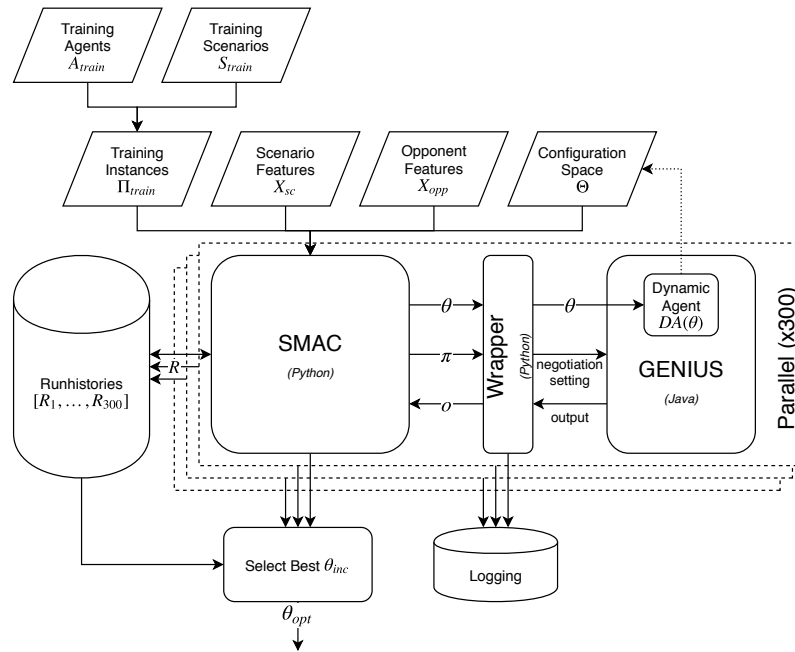 Training
Agents
A_train
Training
Scenarios
S_train
Training
Instances
Π_train
Scenario
Features
X_sc
Opponent
Features
X_opp
Configuration
Space
Θ
Runhistories
[R_1, … , R_300]
R
SMAC
(Python)
θ
π
o
Wrapper
(Python)
θ
negotiation
setting
output
Dynamic
Agent
DA(θ)
GENIUS
(Java)
Parallel (x300)
Select Best θ_inc
θ_opt
Logging